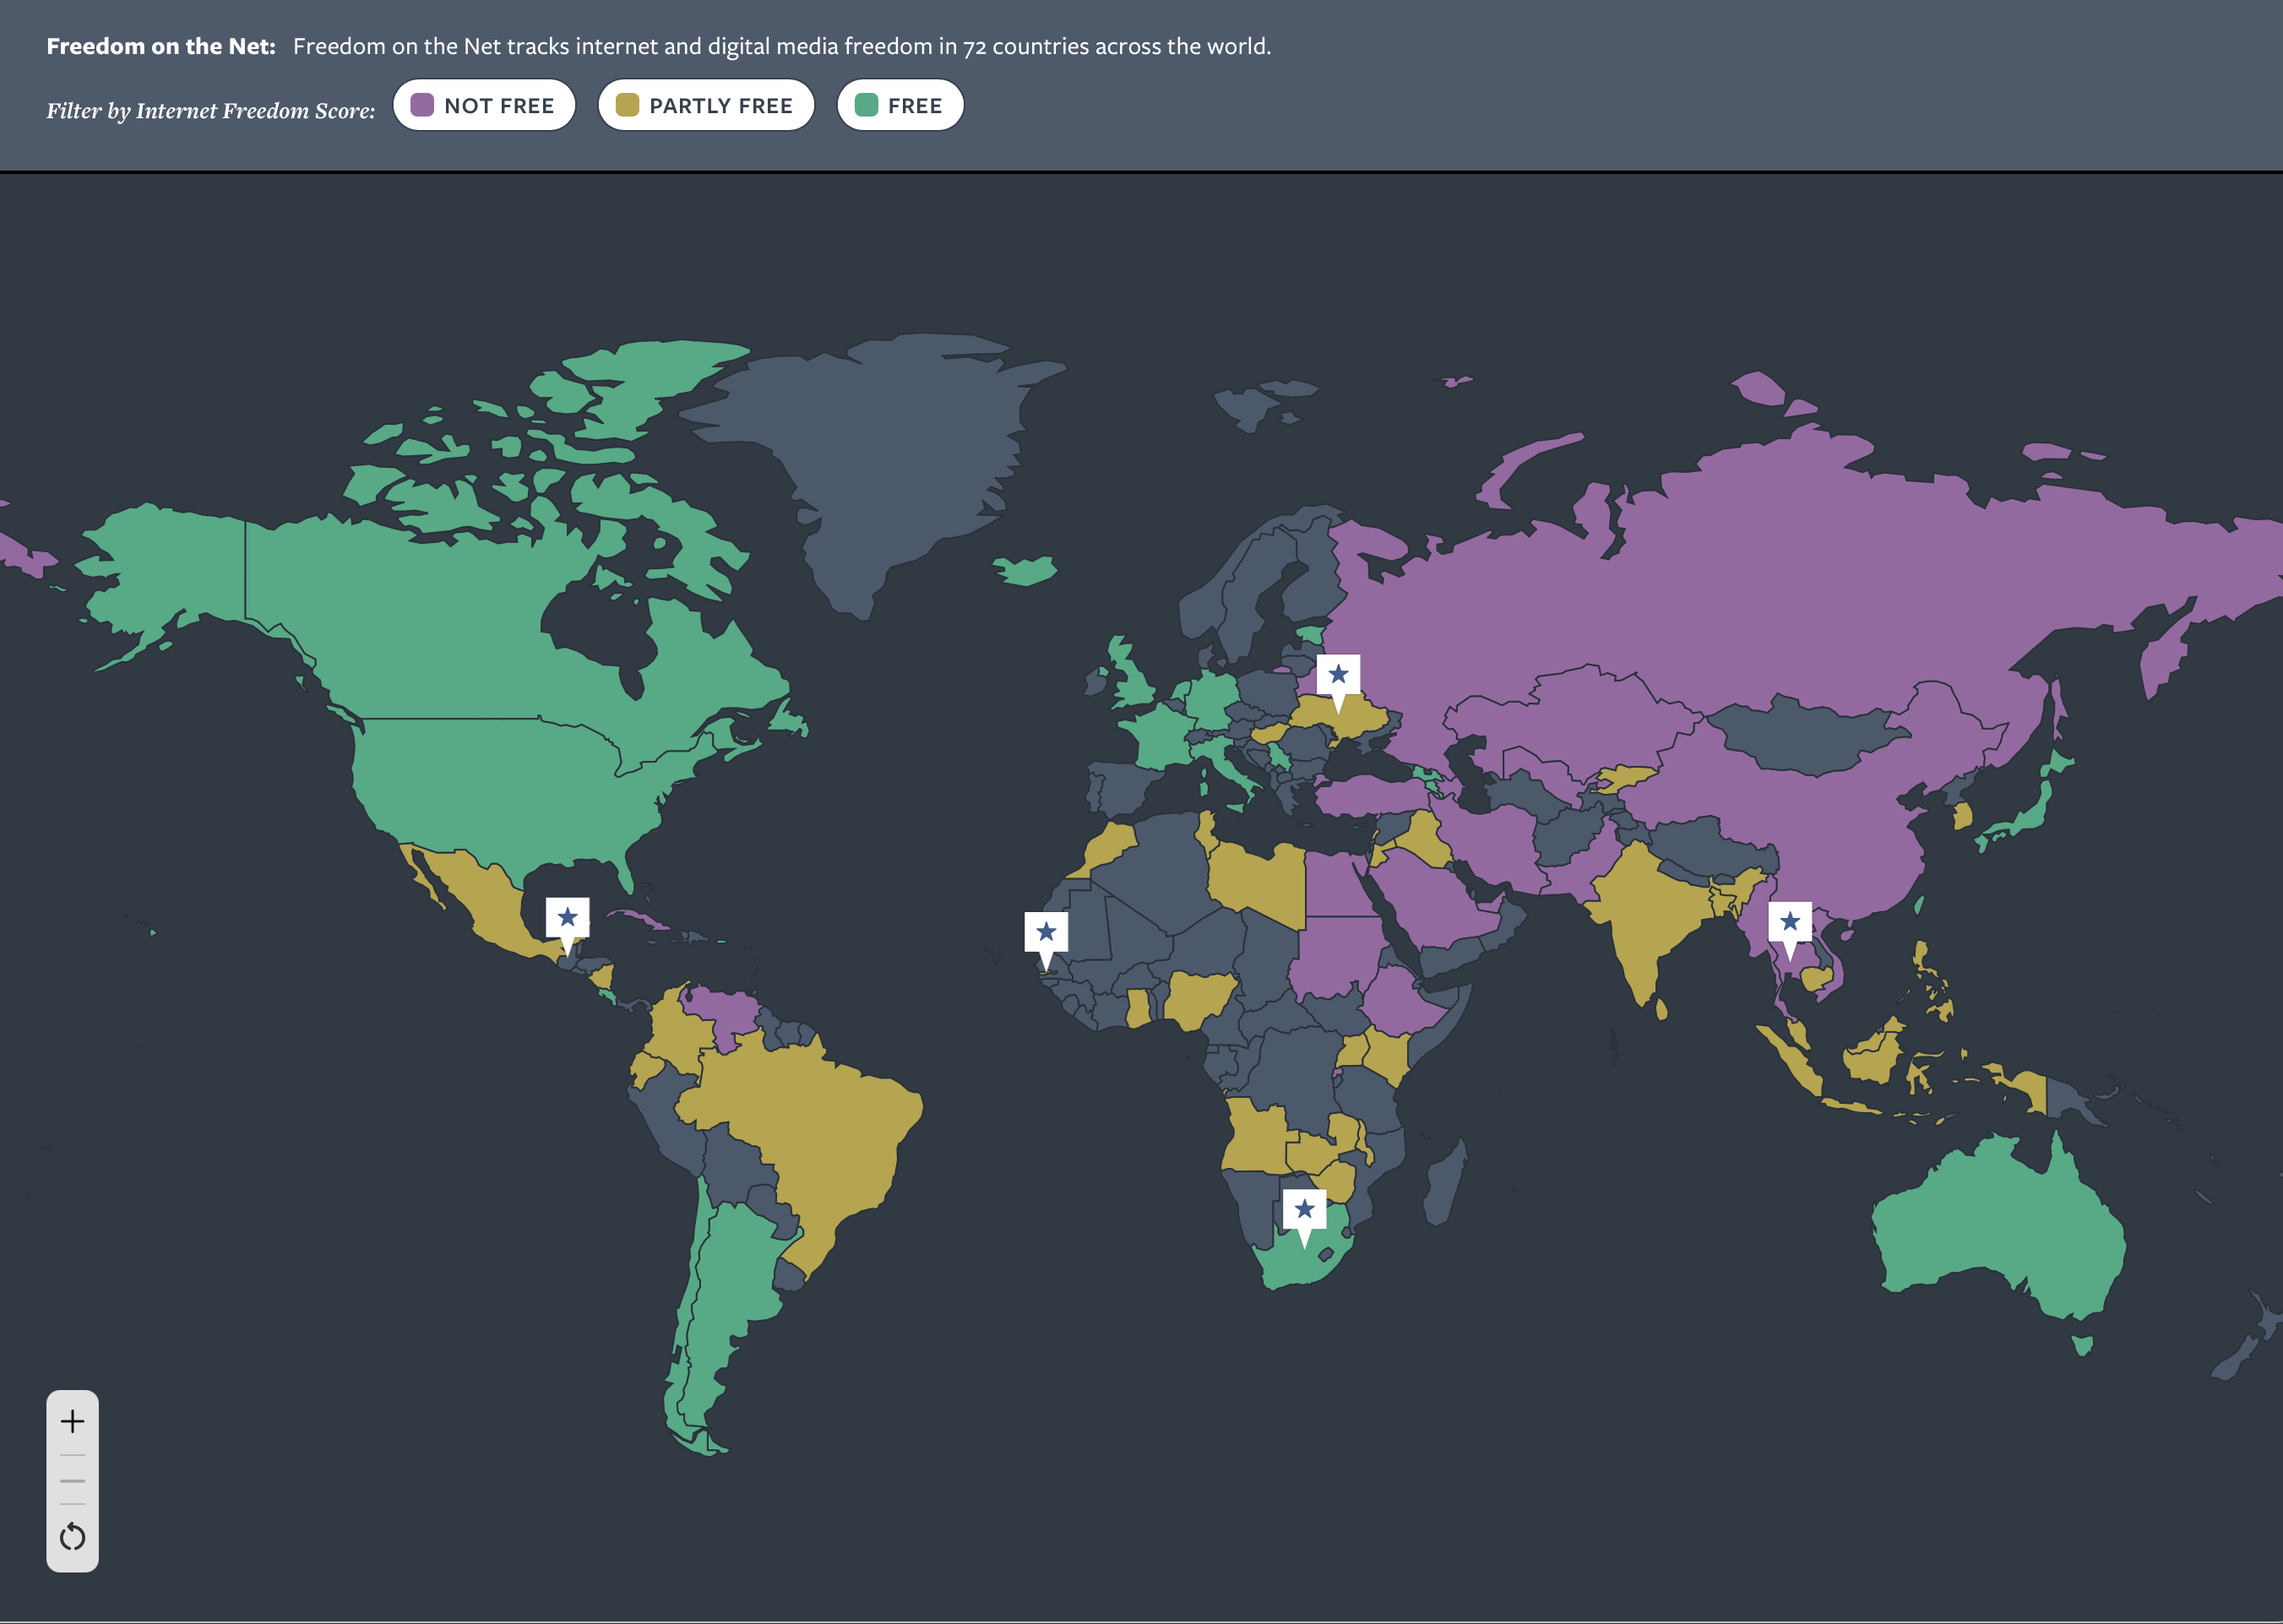 Freedom on the Net: Freedom on the Net tracks internet and digital media freedom in 72 countries across the world.
Filter by Internet Freedom Score: NOT FREE PARTLY FREE FREE